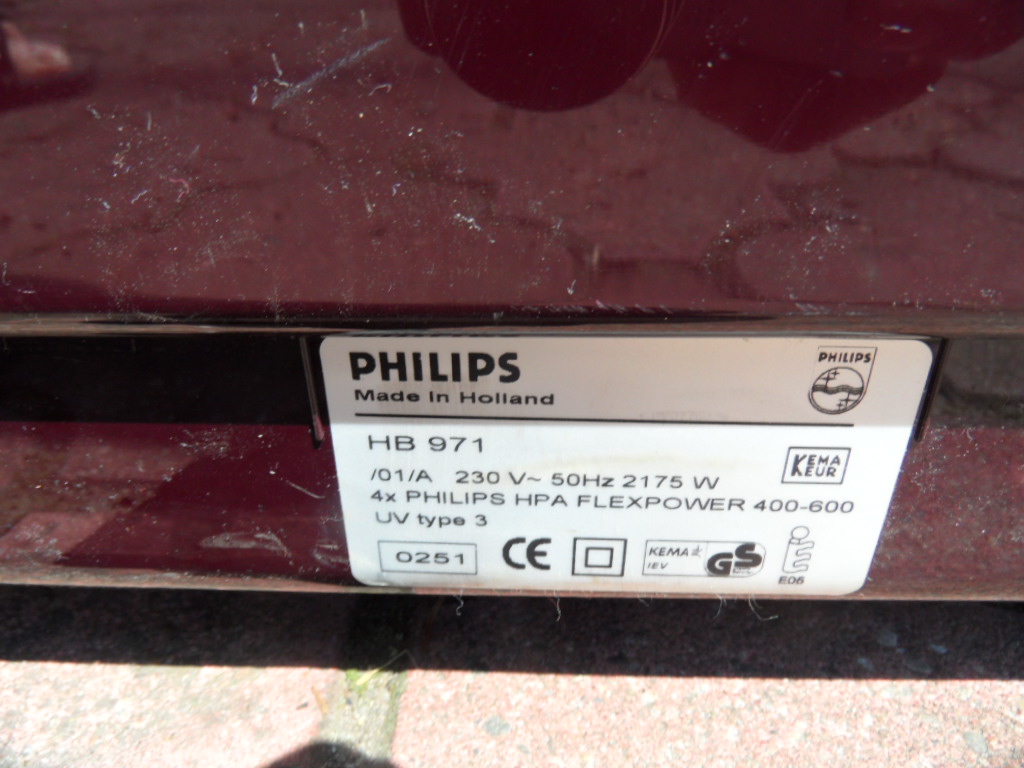 PHILIPS
Made in Holland
PHILIPS
HB 971
KEMA
KEUR
/01/A 230 V~ 50Hz 2175 W
4x PHILIPS HPA FLEXPOWER 400-600
UV type 3
0251
CE
KEMA
IEV
GS
E05